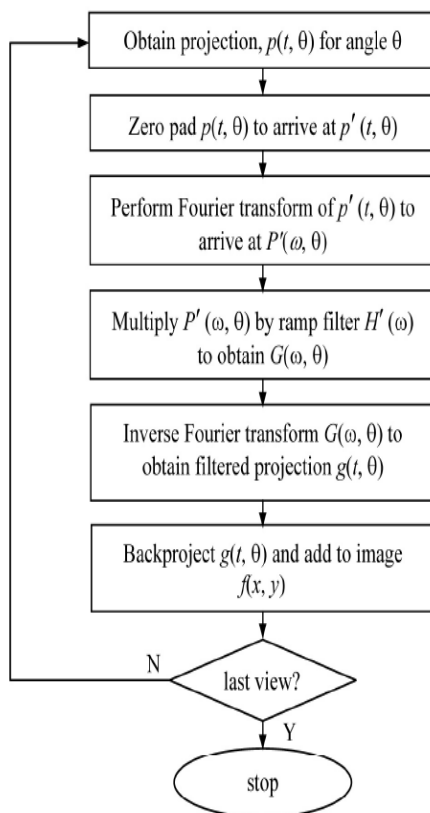 Obtain projection, p(t, θ) for angle θ
Zero pad p(t, θ) to arrive at p′ (t, θ)
Perform Fourier transform of p′ (t, θ) to
arrive at P′(ω, θ)
Multiply P′ (ω, θ) by ramp filter H′ (ω)
to obtain G(ω, θ)
Inverse Fourier transform G(ω, θ) to
obtain filtered projection g(t, θ)
Backproject g(t, θ) and add to image
f(x, y)
N
last view?
Y
stop